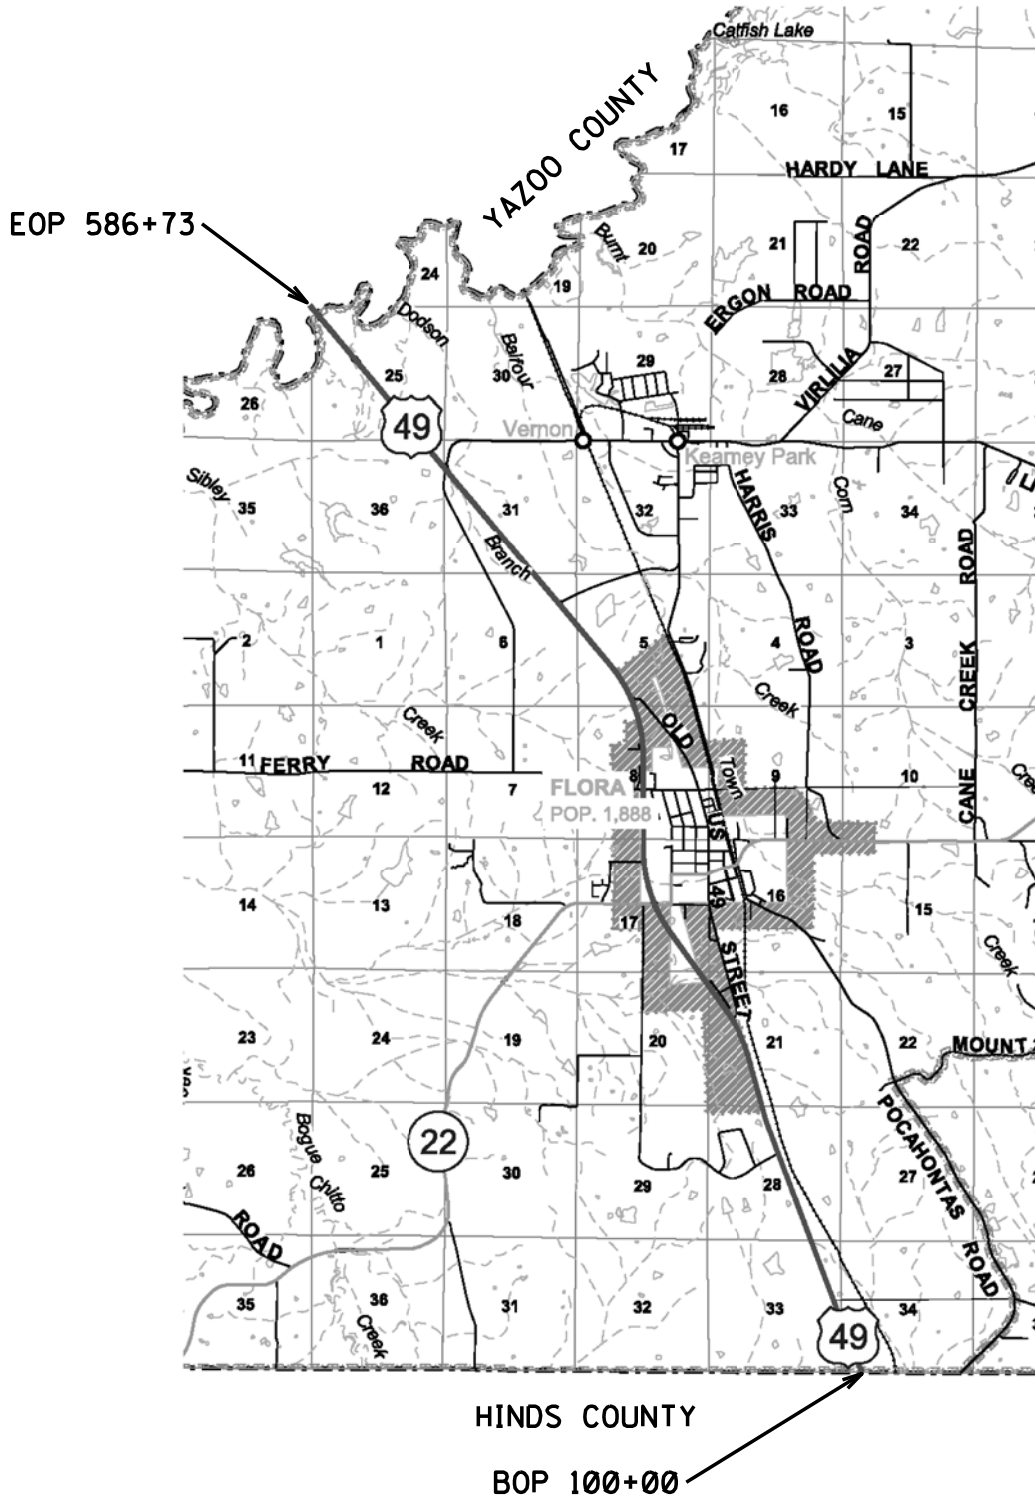 Catfish Lake
16
15
17
YAZOO COUNTY
HARDY LANE
EOP 586+73
Burnt
20
21
ROAD
22
24
19
ERGON ROAD
Dodson
Balfour
29
30
25
28
VIRLILIA
27
26
49
Cane
Vernon
Kearney Park
Sibley
35
36
31
32
HARRIS
33
Corn
34
Branch
CANE CREEK ROAD
2
1
6
5
4
ROAD
3
Creek
Creek
OLD
11 FERRY ROAD
12
7
8
Town
9
10
FLORA
POP. 1,888
US
49
STREET
14
13
18
17
16
15
Creek
23
24
19
20
21
22
MOUNT
Bogue Chitto
22
POCAHONTAS ROAD
26
25
30
29
28
27
ROAD
35
36
31
32
33
34
Creek
49
HINDS COUNTY
BOP 100+00